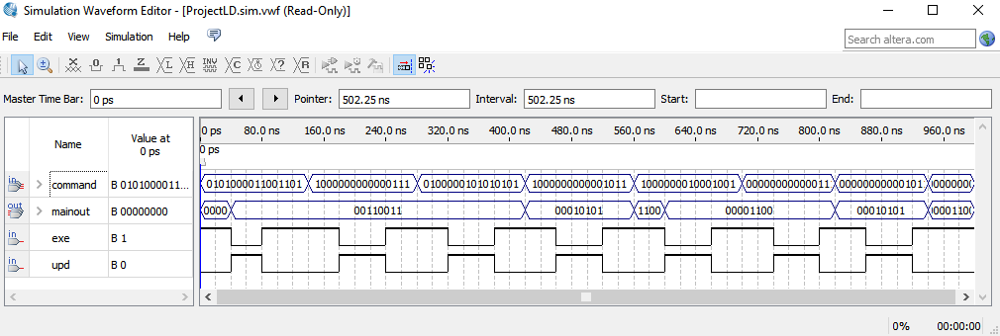 Simulation Waveform Editor - [ProjectLD.sim.vwf (Read-Only)]
File Edit View Simulation Help
Search altera.com
Master Time Bar: 0 ps Pointer: 502.25 ns Interval: 502.25 ns Start: End:
Name Value at 0 ps
0 ps 80.0 ns 160.0 ns 240.0 ns 320.0 ns 400.0 ns 480.0 ns 560.0 ns 640.0 ns 720.0 ns 800.0 ns 880.0 ns 960.0 ns
0 ps
command B 0101000011... 0101000011001101 1000000000000111 0100000101010101 1000000000001011 1000000010001001
mainout B 00000000 0000 00110011 00010101 1100 00001100 00010101
exe B 1
upd B 0
0% 00:00:00